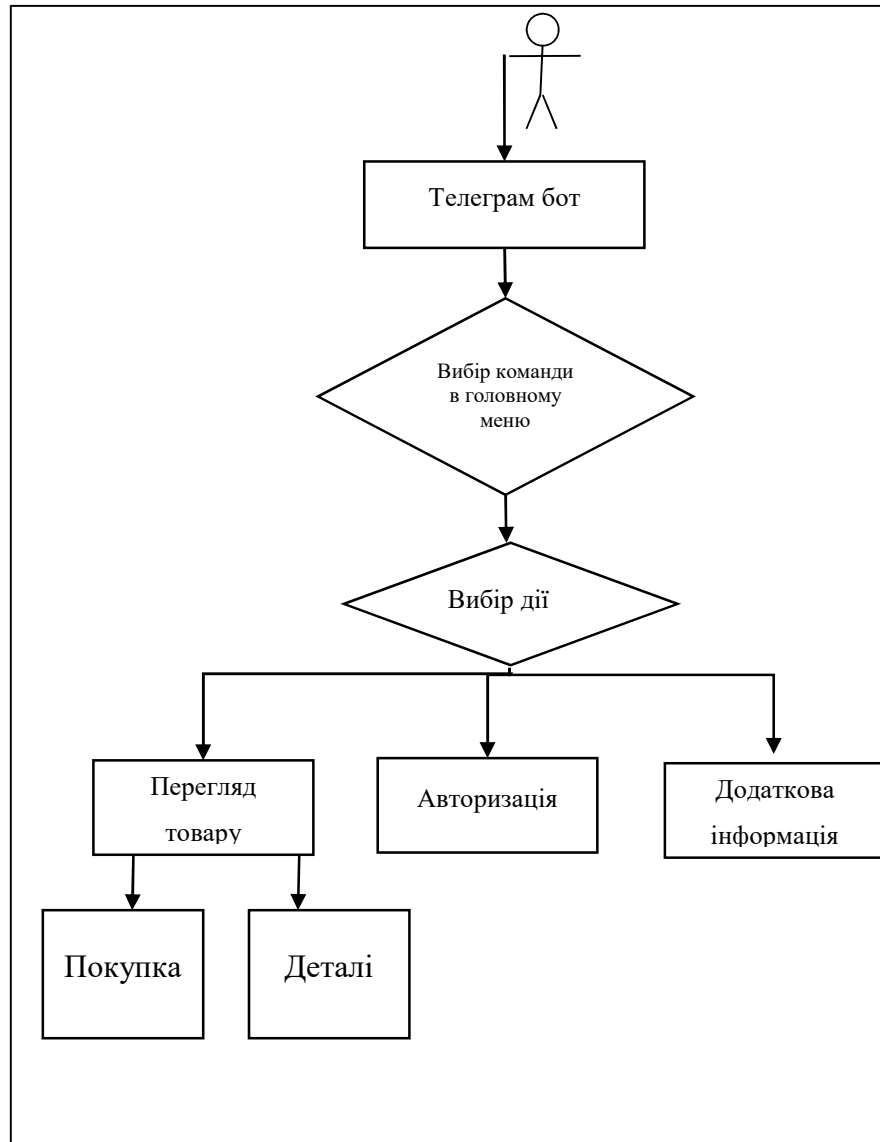 Телеграм бот
Вибір команди
в головному
меню
Вибір дії
Перегляд
товару
Авторизація
Додаткова
інформація
Покупка
Деталі